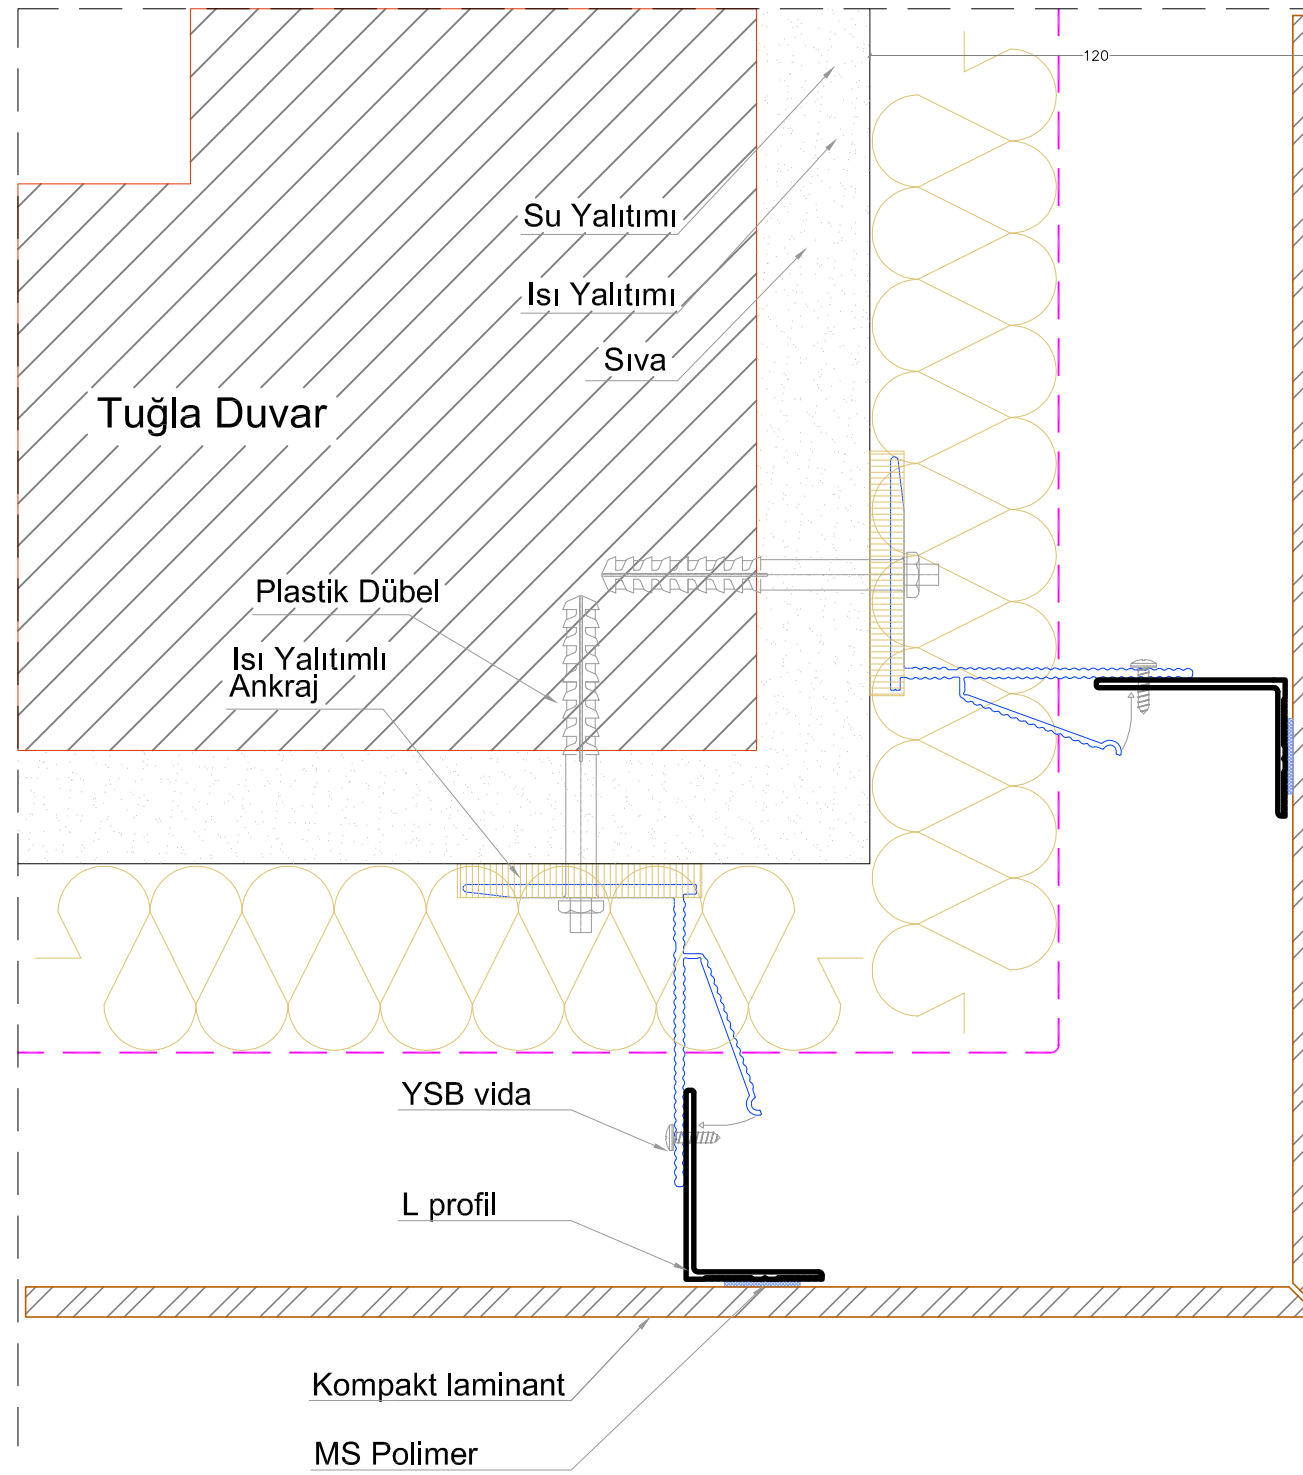 120
Su Yalıtımı
Isı Yalıtımı
Sıva
Tuğla Duvar
Plastik Dübel
Isı Yalıtımlı
Ankraj
YSB vida
L profil
Kompakt laminant
MS Polimer